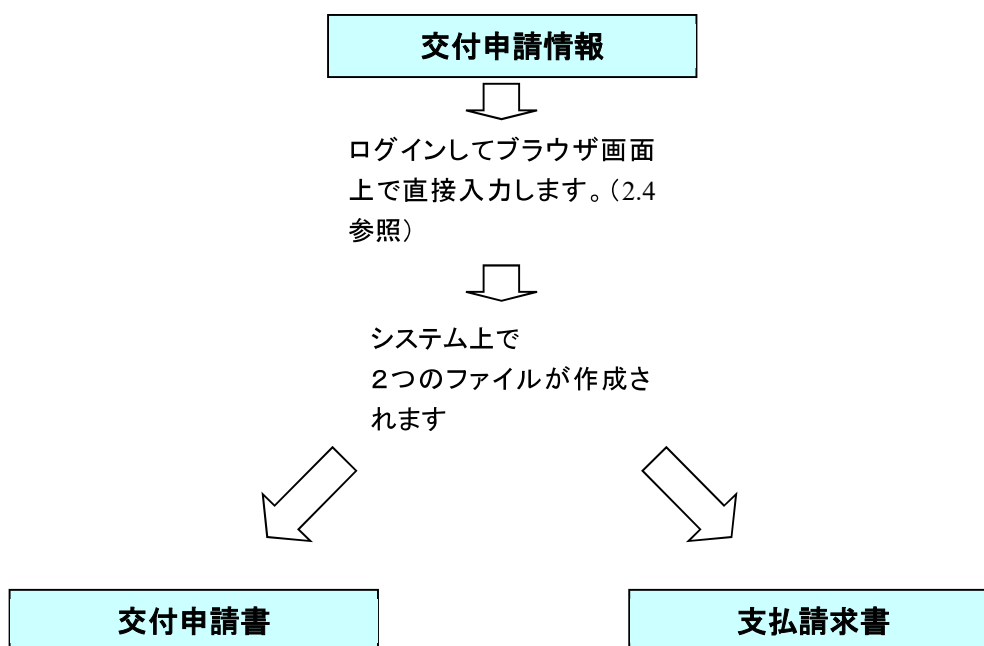 交付申請情報
ログインしてブラウザ画面
上で直接入力します。（2.4
参照）
システム上で
２つのファイルが作成さ
れます
交付申請書
支払請求書